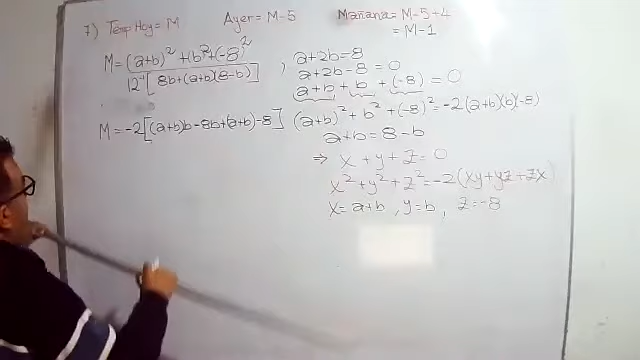 7) Temp Hoy = M Ayer = M-5 Mañana = M-5+4
= M-1
M = (a+b)² + (b)² + (-8)²
12⁻¹[8b+(a+b)(8-b)]
M = -2[(a+b)b-8b+(a+b)-8]
, a+2b=8
a+2b-8=0
a+b + b + (-8) = 0
(a+b)² + b² + (-8)² = -2(a+b)(b)(-8)
a+b = 8-b
⇒ x+y+z=0
x²+y²+z²=-2(xy+yz+zx)
x=a+b, y=b, z=-8